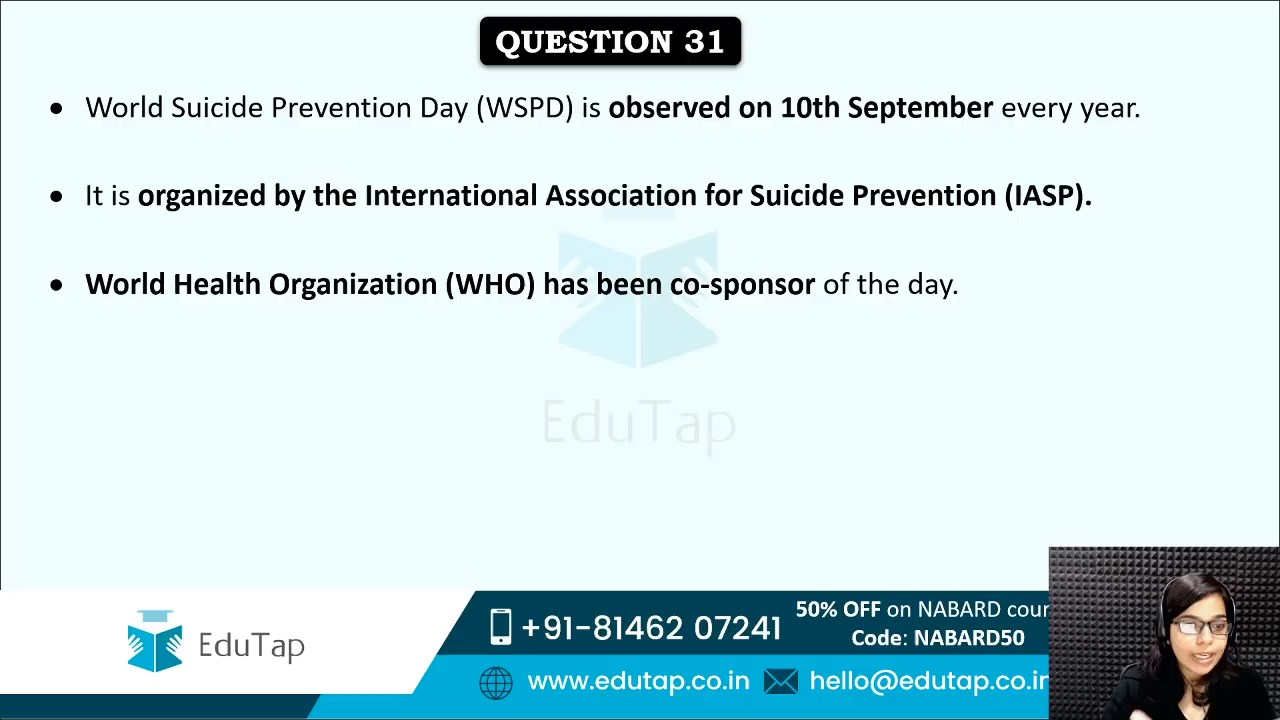 QUESTION 31
• World Suicide Prevention Day (WSPD) is observed on 10th September every year.
• It is organized by the International Association for Suicide Prevention (IASP).
• World Health Organization (WHO) has been co-sponsor of the day.
EduTap
EduTap
+91-81462 07241
50% OFF on NABARD cour
Code: NABARD50
www.edutap.co.in
hello@edutap.co.in